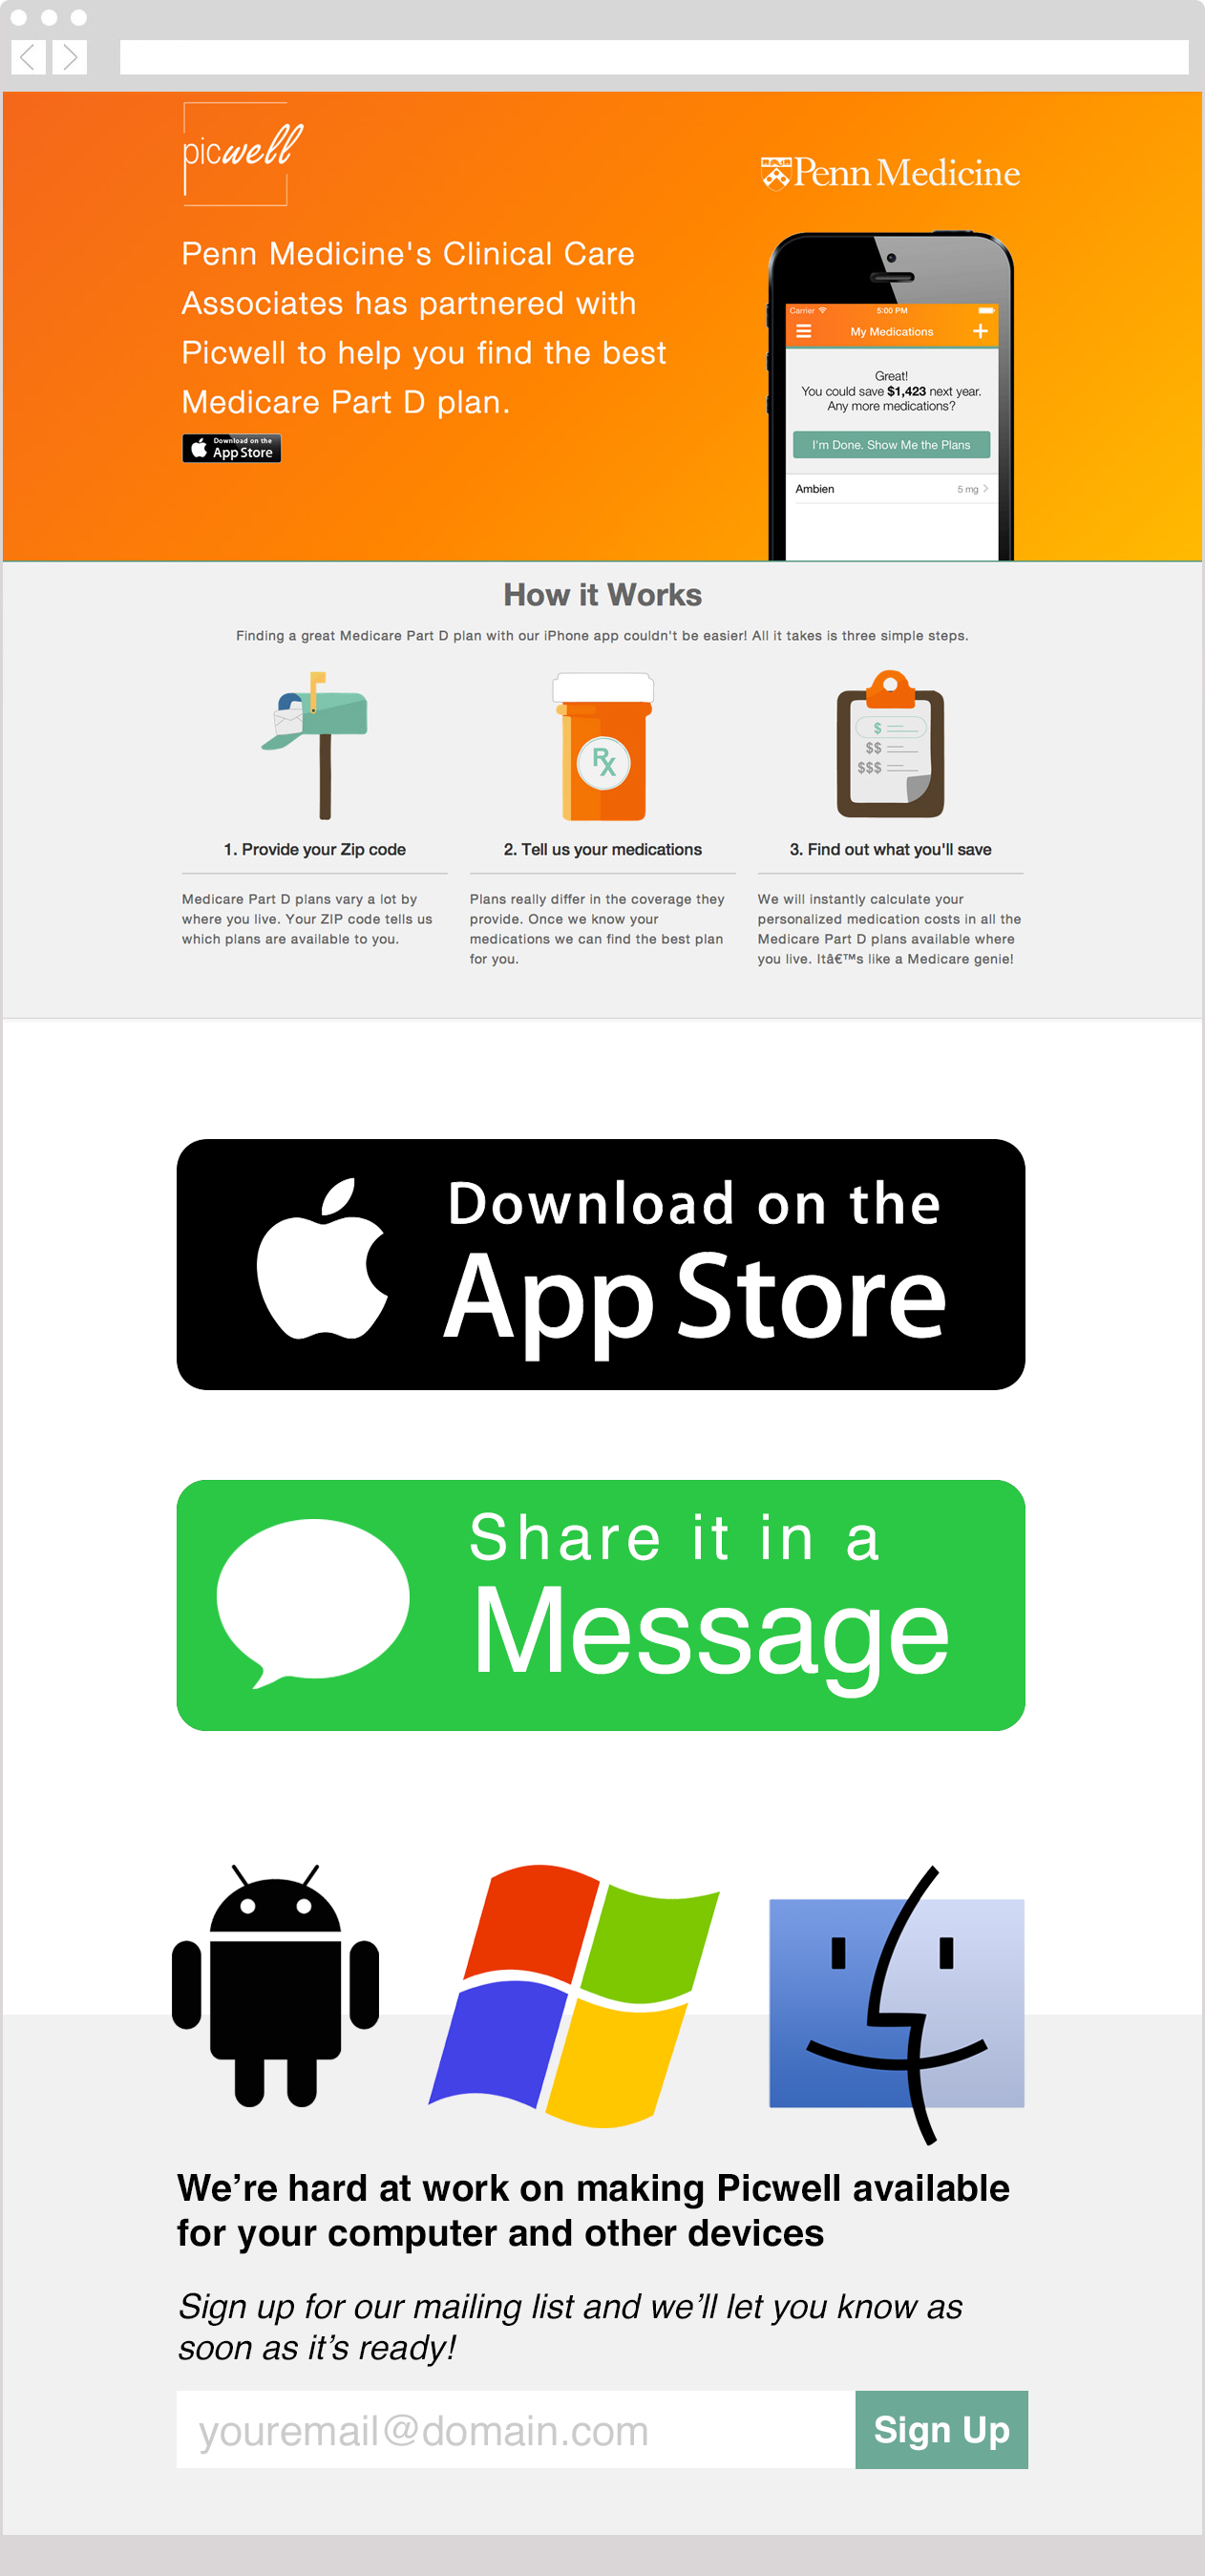 picwell
Penn Medicine
Penn Medicine's Clinical Care
Associates has partnered with
Picwell to help you find the best
Medicare Part D plan.
Download on the
App Store
Carrier 5:00 PM
My Medications
Great!
You could save $1,423 next year.
Any more medications?
I'm Done. Show Me the Plans
Ambien 5 mg
How it Works
Finding a great Medicare Part D plan with our iPhone app couldn't be easier! All it takes is three simple steps.
Rx
$
$$
$$$
1. Provide your Zip code
Medicare Part D plans vary a lot by
where you live. Your ZIP code tells us
which plans are available to you.
2. Tell us your medications
Plans really differ in the coverage they
provide. Once we know your
medications we can find the best plan
for you.
3. Find out what you'll save
We will instantly calculate your
personalized medication costs in all the
Medicare Part D plans available where
you live. Itâ€™s like a Medicare genie!
Download on the
App Store
Share it in a
Message
We’re hard at work on making Picwell available
for your computer and other devices
Sign up for our mailing list and we’ll let you know as
soon as it’s ready!
youremail@domain.com
Sign Up